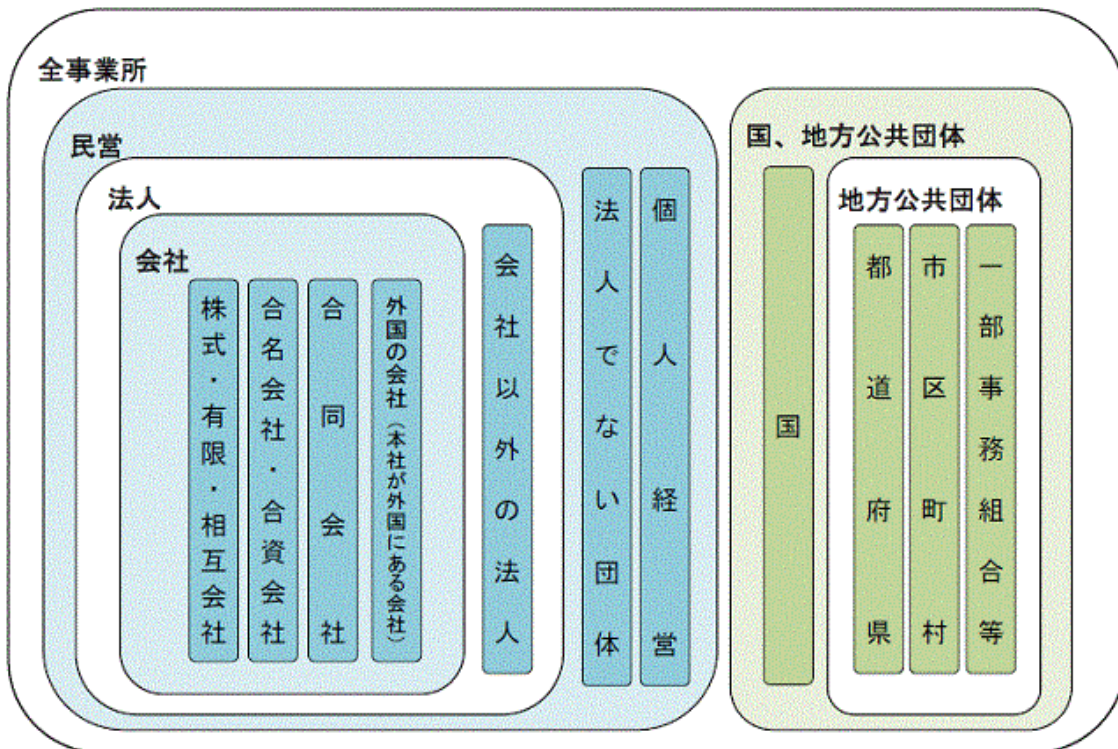 全事業所
民営
法人
会社
株式・有限・相互会社
合名会社・合資会社
合同会社
外国の会社（本社が外国にある会社）
会社以外の法人
法人でない団体
個人経営
国、地方公共団体
国
地方公共団体
都道府県
市区町村
一部事務組合等